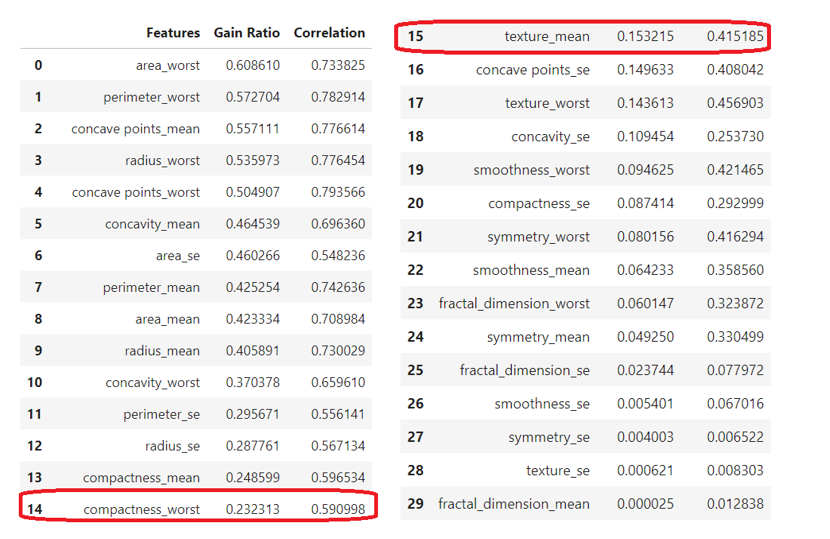 Features Gain Ratio Correlation
0 area_worst 0.608610 0.733825
1 perimeter_worst 0.572704 0.782914
2 concave points_mean 0.557111 0.776614
3 radius_worst 0.535973 0.776454
4 concave points_worst 0.504907 0.793566
5 concavity_mean 0.464539 0.696360
6 area_se 0.460266 0.548236
7 perimeter_mean 0.425254 0.742636
8 area_mean 0.423334 0.708984
9 radius_mean 0.405891 0.730029
10 concavity_worst 0.370378 0.659610
11 perimeter_se 0.295671 0.556141
12 radius_se 0.287761 0.567134
13 compactness_mean 0.248599 0.596534
14 compactness_worst 0.232313 0.590998
15 texture_mean 0.153215 0.415185
16 concave points_se 0.149633 0.408042
17 texture_worst 0.143613 0.456903
18 concavity_se 0.109454 0.253730
19 smoothness_worst 0.094625 0.421465
20 compactness_se 0.087414 0.292999
21 symmetry_worst 0.080156 0.416294
22 smoothness_mean 0.064233 0.358560
23 fractal_dimension_worst 0.060147 0.323872
24 symmetry_mean 0.049250 0.330499
25 fractal_dimension_se 0.023744 0.077972
26 smoothness_se 0.005401 0.067016
27 symmetry_se 0.004003 0.006522
28 texture_se 0.000621 0.008303
29 fractal_dimension_mean 0.000025 0.012838